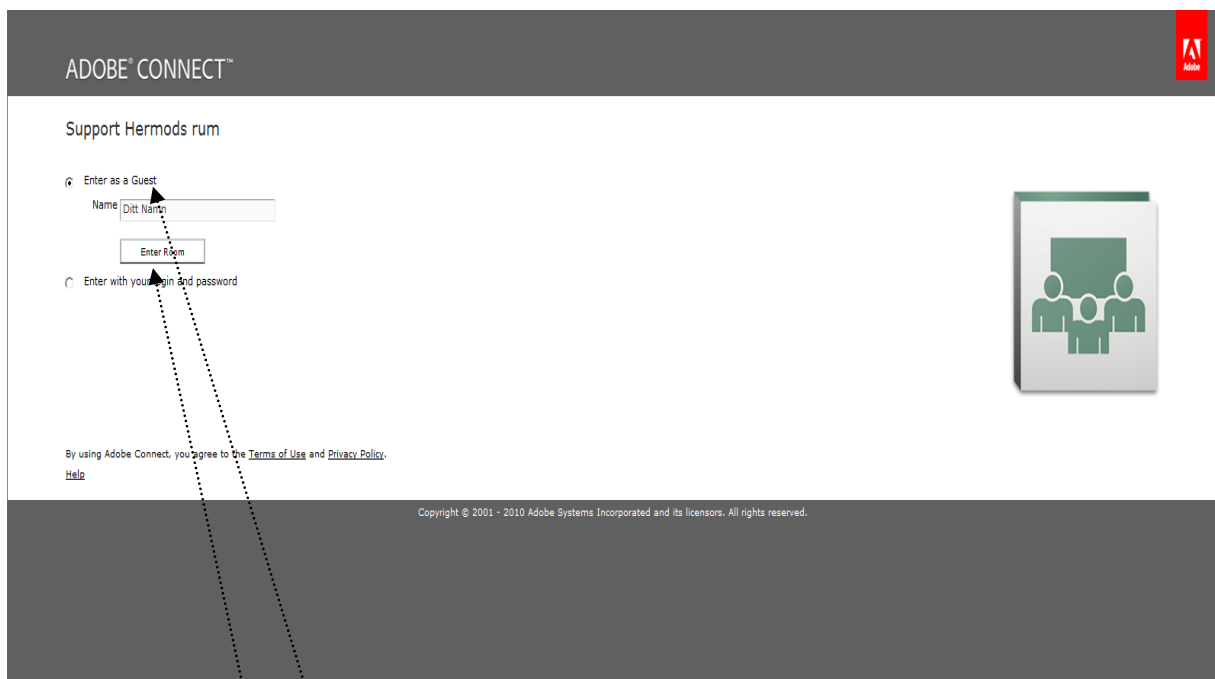 ADOBE® CONNECT™
Adobe
Support Hermods rum
Enter as a Guest
Name Ditt Namn
Enter Room
Enter with your login and password
By using Adobe Connect, you agree to the Terms of Use and Privacy Policy.
Help
Copyright © 2001 - 2010 Adobe Systems Incorporated and its licensors. All rights reserved.